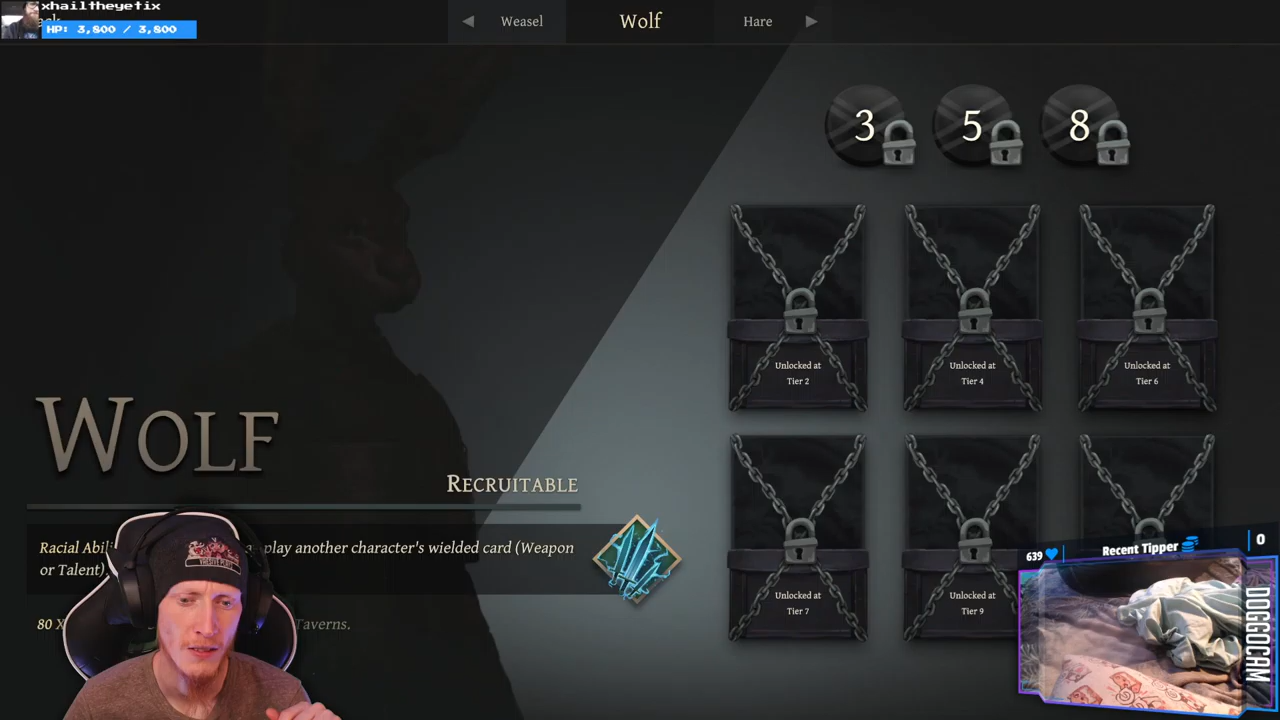 xhailtheyetix
HP: 3,800 / 3,800
Weasel
Wolf
Hare
3
5
8
Unlocked at
Tier 2
Unlocked at
Tier 4
Unlocked at
Tier 6
WOLF
RECRUITABLE
Racial play another character's wielded card (Weapon
or Talent)
80 Taverns.
Unlocked at
Tier 7
Unlocked at
Tier 9
639
Recent Tipper
0
DOGGOCAM